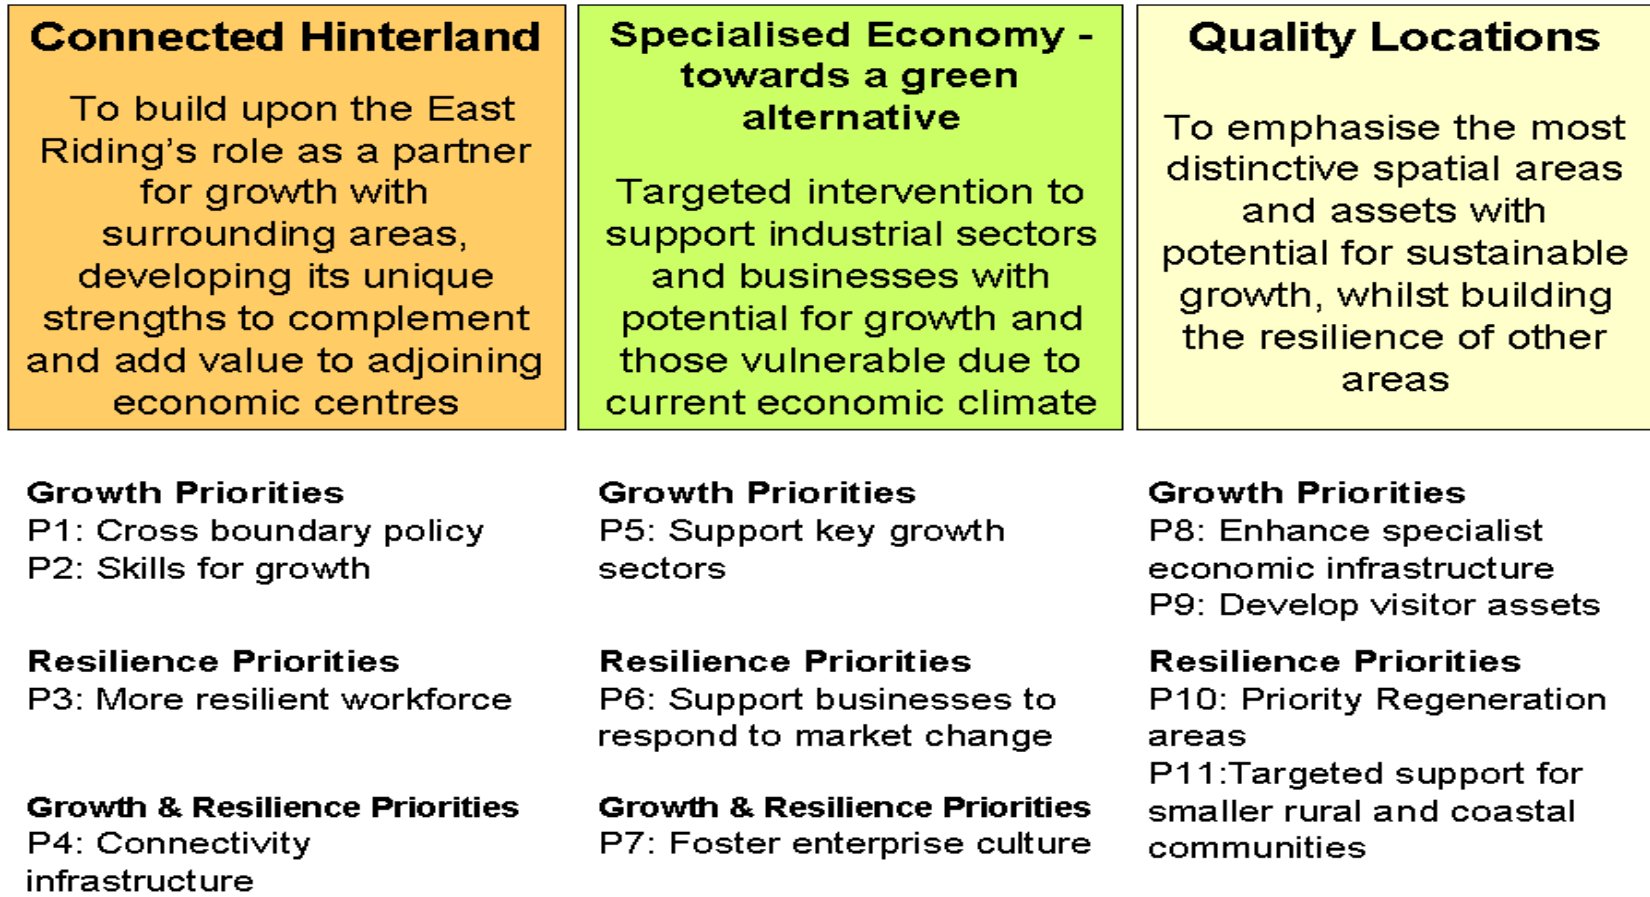 Connected Hinterland
To build upon the East
Riding's role as a partner
for growth with
surrounding areas,
developing its unique
strengths to complement
and add value to adjoining
economic centres
Specialised Economy -
towards a green
alternative
Targeted intervention to
support industrial sectors
and businesses with
potential for growth and
those vulnerable due to
current economic climate
Quality Locations
To emphasise the most
distinctive spatial areas
and assets with
potential for sustainable
growth, whilst building
the resilience of other
areas
Growth Priorities
P1: Cross boundary policy
P2: Skills for growth
Resilience Priorities
P3: More resilient workforce
Growth & Resilience Priorities
P4: Connectivity
infrastructure
Growth Priorities
P5: Support key growth
sectors
Resilience Priorities
P6: Support businesses to
respond to market change
Growth & Resilience Priorities
P7: Foster enterprise culture
Growth Priorities
P8: Enhance specialist
economic infrastructure
P9: Develop visitor assets
Resilience Priorities
P10: Priority Regeneration
areas
P11:Targeted support for
smaller rural and coastal
communities